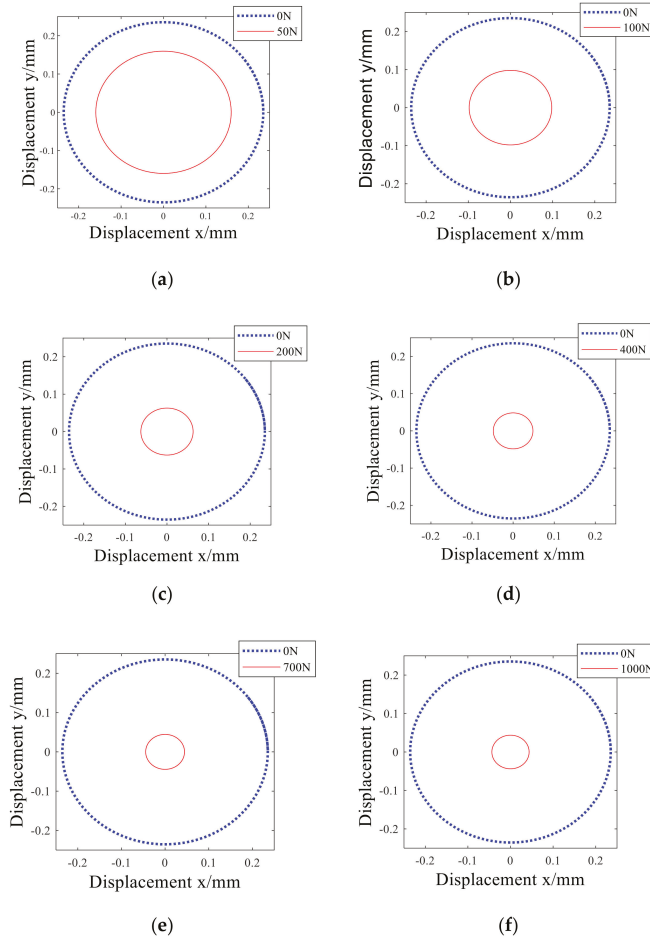 0N
50N
Displacement y/mm
0.2
0.1
0
-0.1
-0.2
-0.2 -0.1 0 0.1 0.2
Displacement x/mm
(a)
0N
100N
Displacement y/mm
0.2
0.1
0
-0.1
-0.2
-0.2 -0.1 0 0.1 0.2
Displacement x/mm
(b)
0N
200N
Displacement y/mm
0.2
0.1
0
-0.1
-0.2
-0.2 -0.1 0 0.1 0.2
Displacement x/mm
(c)
0N
400N
Displacement y/mm
0.2
0.1
0
-0.1
-0.2
-0.2 -0.1 0 0.1 0.2
Displacement x/mm
(d)
0N
700N
Displacement y/mm
0.2
0.1
0
-0.1
-0.2
-0.2 -0.1 0 0.1 0.2
Displacement x/mm
(e)
0N
1000N
Displacement y/mm
0.2
0.1
0
-0.1
-0.2
-0.2 -0.1 0 0.1 0.2
Displacement x/mm
(f)